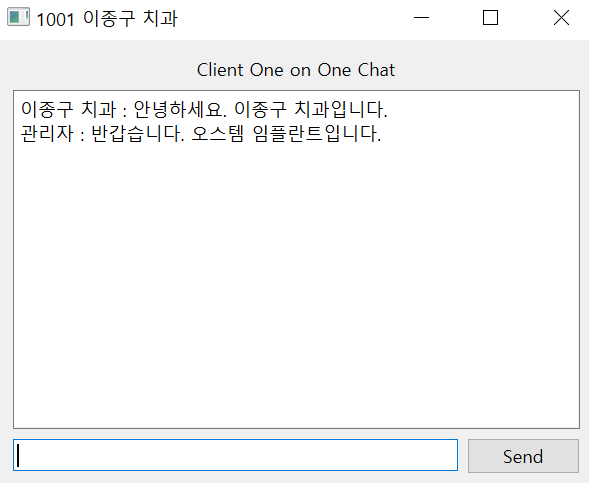 1001 이종구 치과
Client One on One Chat
이종구 치과 : 안녕하세요. 이종구 치과입니다.
관리자 : 반갑습니다. 오스템 임플란트입니다.
Send